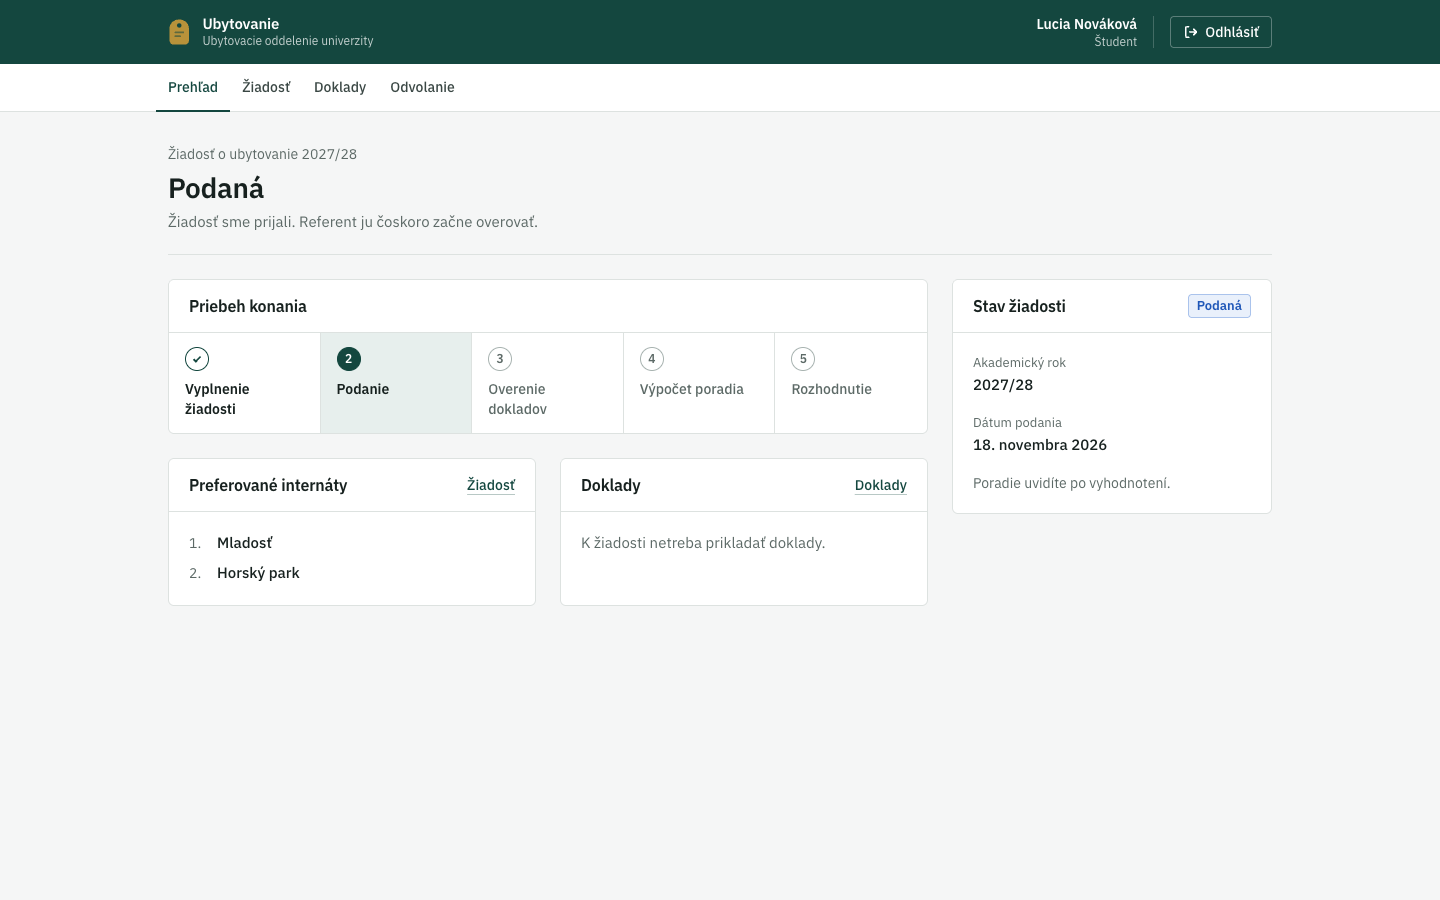 Ubytovanie
Ubytovacie oddelenie univerzity
Lucia Nováková
Študent
Odhlásiť
Prehľad
Žiadosť
Doklady
Odvolanie
Žiadosť o ubytovanie 2027/28
Podaná
Žiadosť sme prijali. Referent ju čoskoro začne overovať.
Priebeh konania
Vyplnenie
žiadosti
2
Podanie
3
Overenie
dokladov
4
Výpočet poradia
5
Rozhodnutie
Stav žiadosti
Podaná
Akademický rok
2027/28
Dátum podania
18. novembra 2026
Poradie uvidíte po vyhodnotení.
Preferované internáty
Žiadosť
1. Mladosť
2. Horský park
Doklady
Doklady
K žiadosti netreba prikladať doklady.